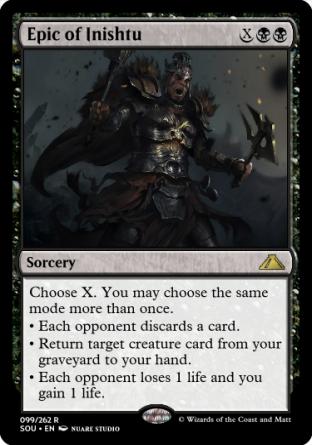 Epic of Inishtu XBB
Sorcery
Choose X. You may choose the same
mode more than once.
• Each opponent discards a card.
• Return target creature card from your
graveyard to your hand.
• Each opponent loses 1 life and you
gain 1 life.
099/262 R
SOU • EN NUARE STUDIO
© Wizards of the Coast and Matt